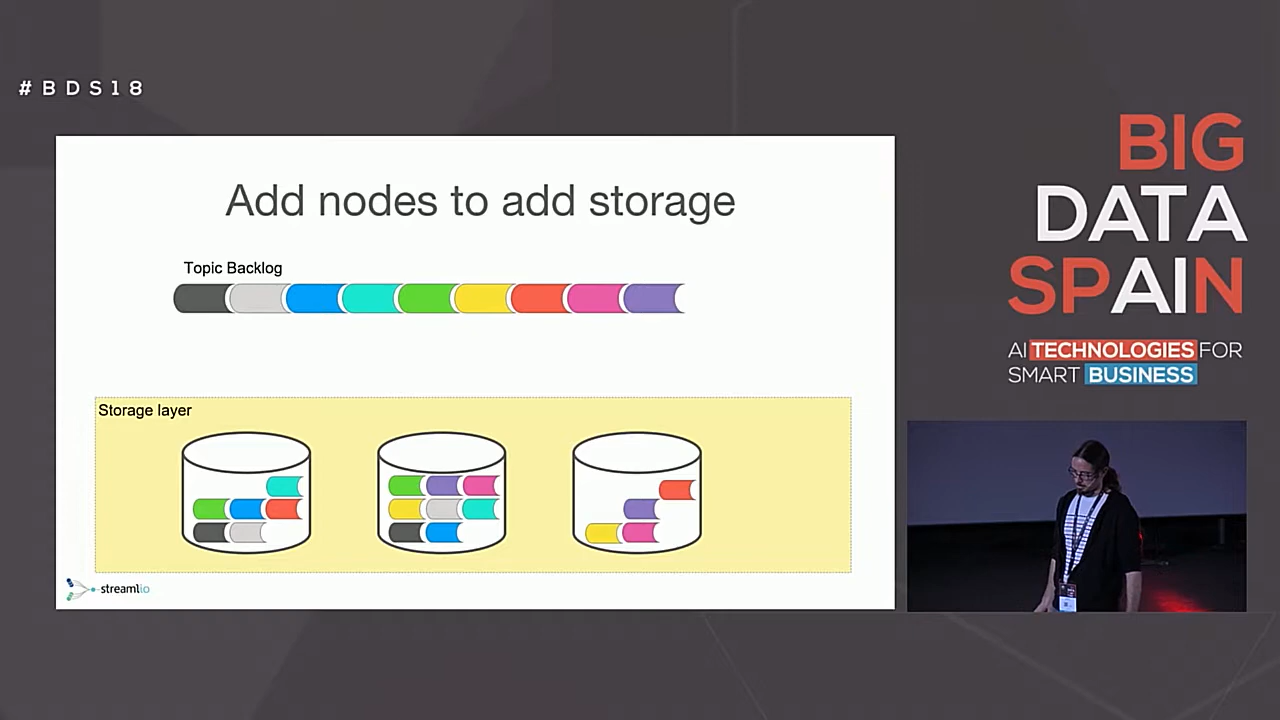 #BDS18
BIG
DATA
SPAIN
AI TECHNOLOGIES FOR
SMART BUSINESS
Add nodes to add storage
Topic Backlog
Storage layer
streamlio